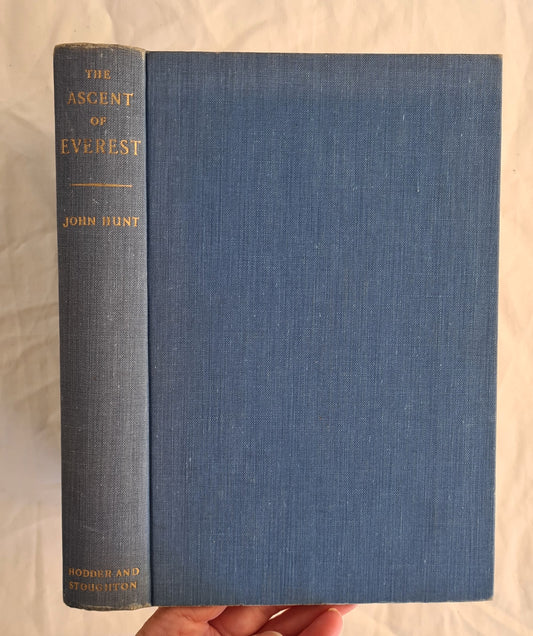 THE
ASCENT
OF
EVEREST
JOHN HUNT
HODDER AND
STOUGHTON